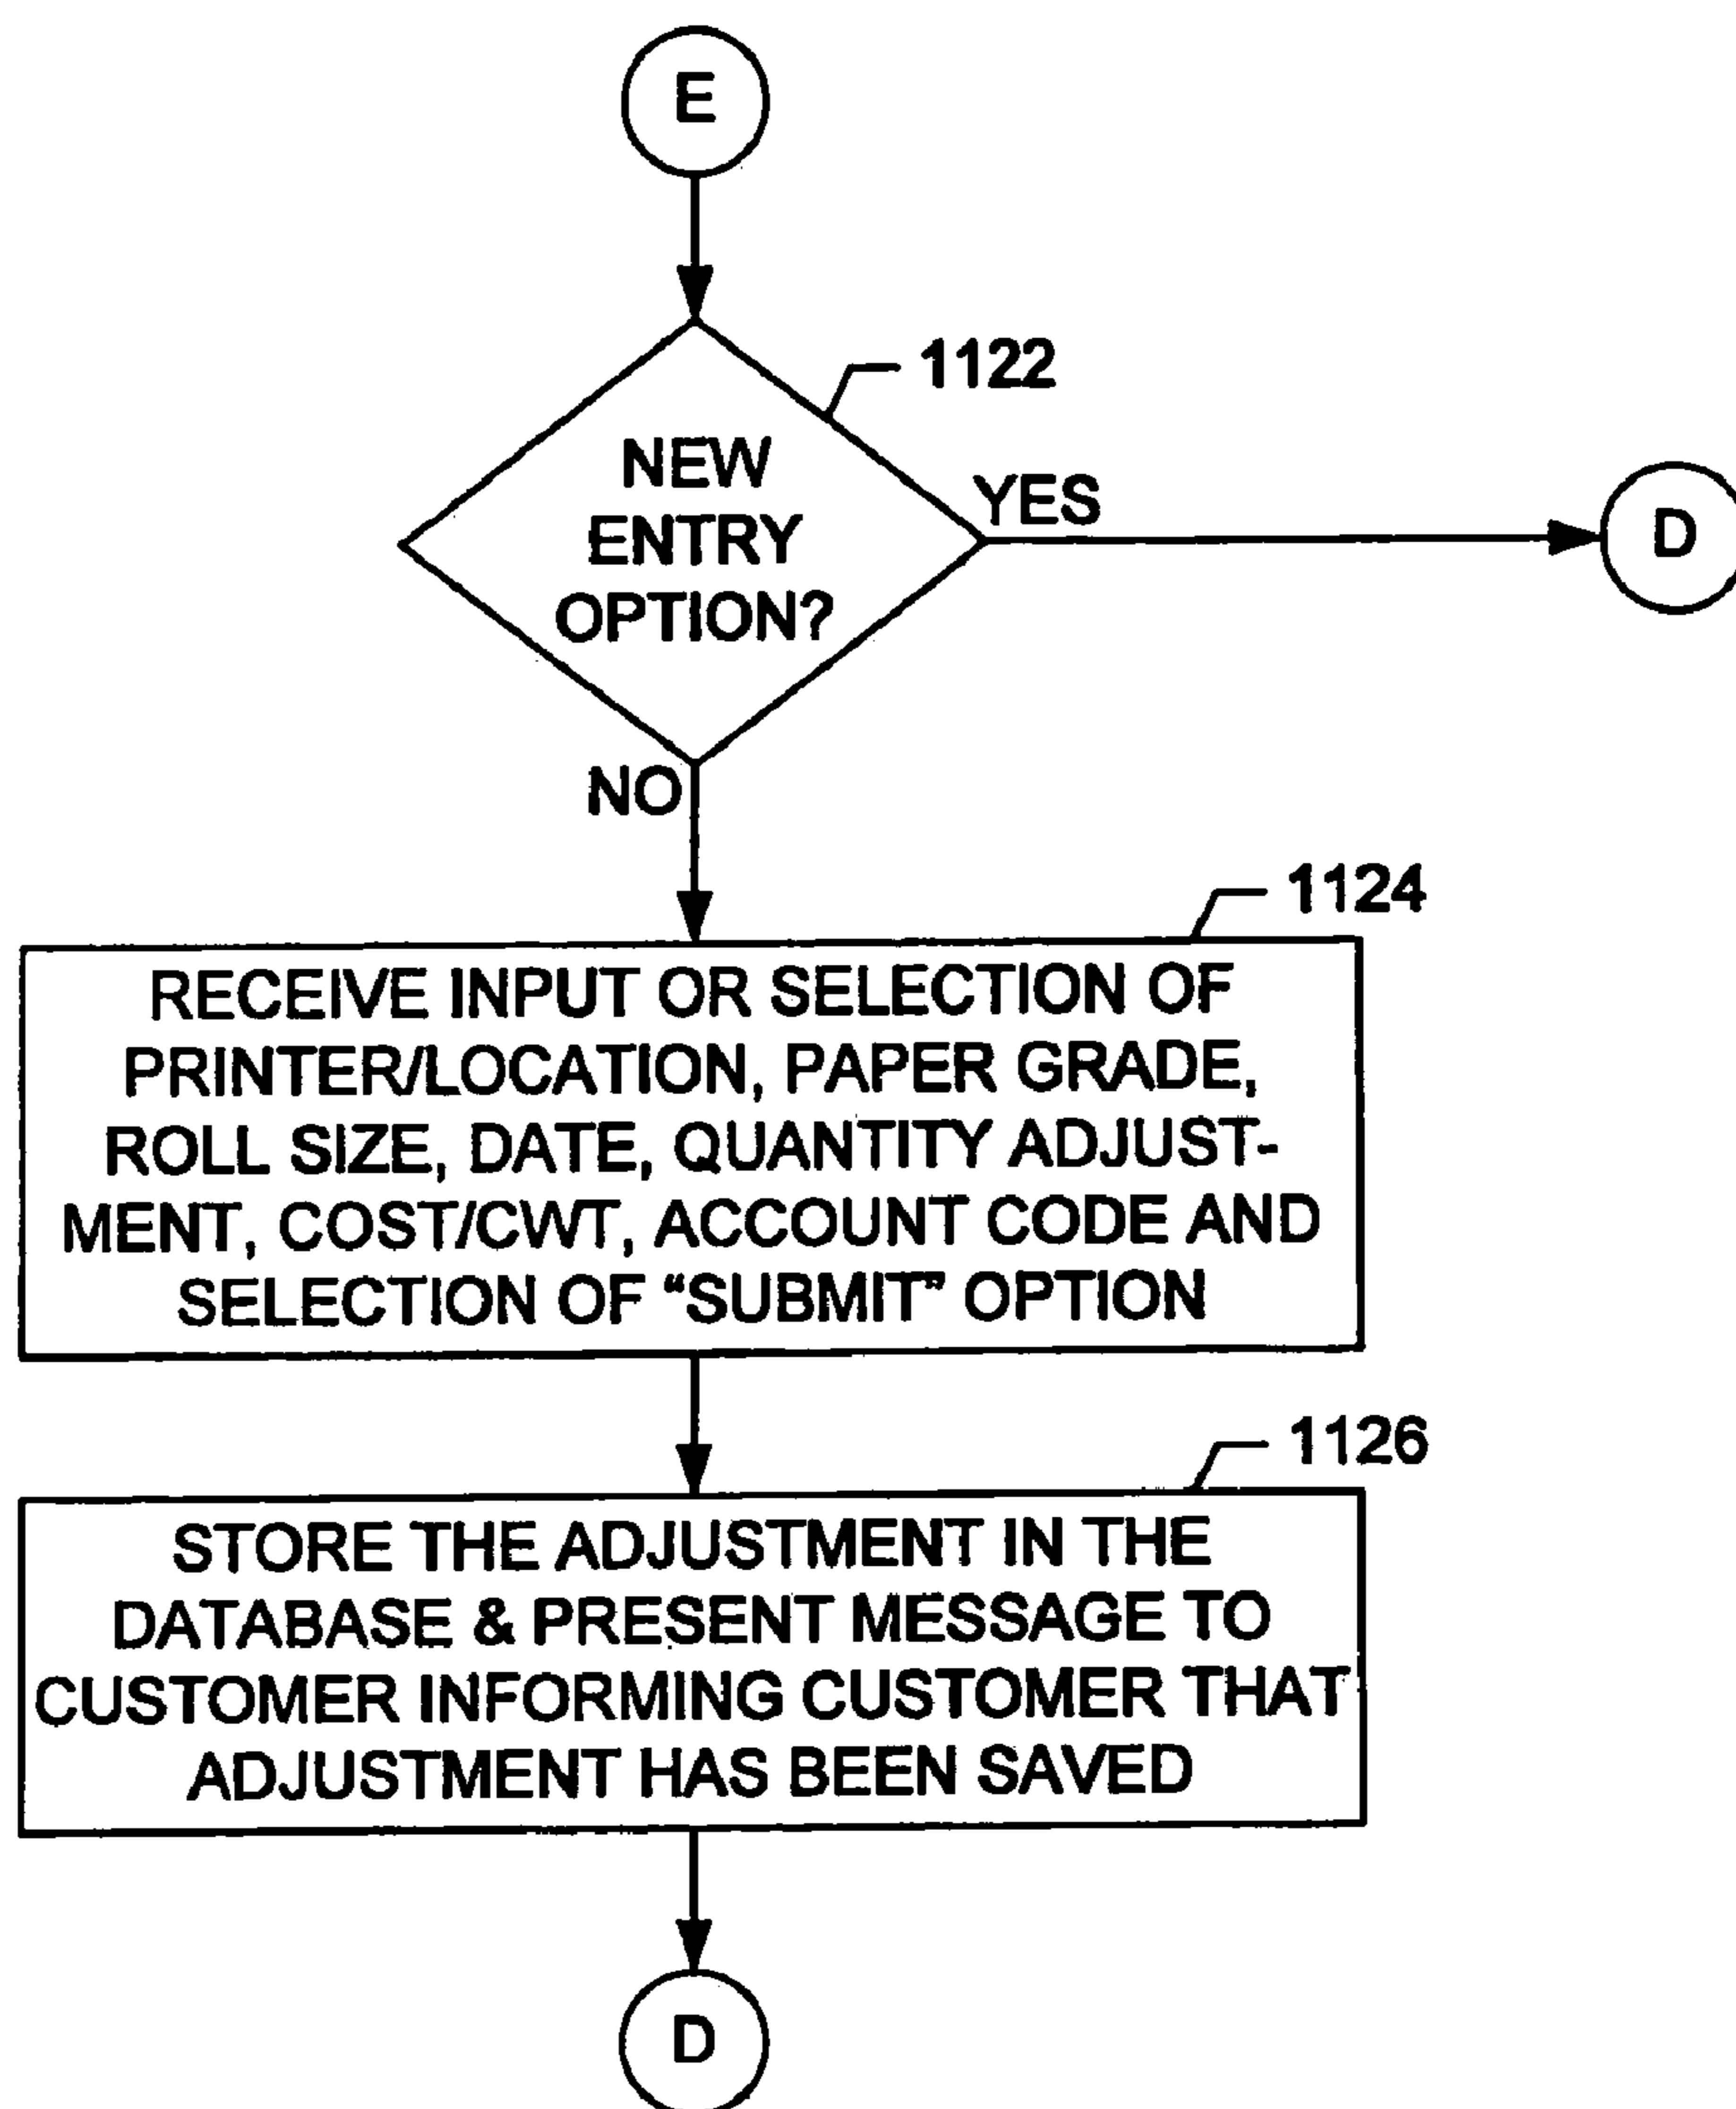 E
1122
NEW
ENTRY
OPTION?
YES
D
NO
1124
RECEIVE INPUT OR SELECTION OF
PRINTER/LOCATION, PAPER GRADE,
ROLL SIZE, DATE, QUANTITY ADJUST-
MENT, COST/CWT, ACCOUNT CODE AND
SELECTION OF “SUBMIT” OPTION
1126
STORE THE ADJUSTMENT IN THE
DATABASE & PRESENT MESSAGE TO
CUSTOMER INFORMING CUSTOMER THAT
ADJUSTMENT HAS BEEN SAVED
D